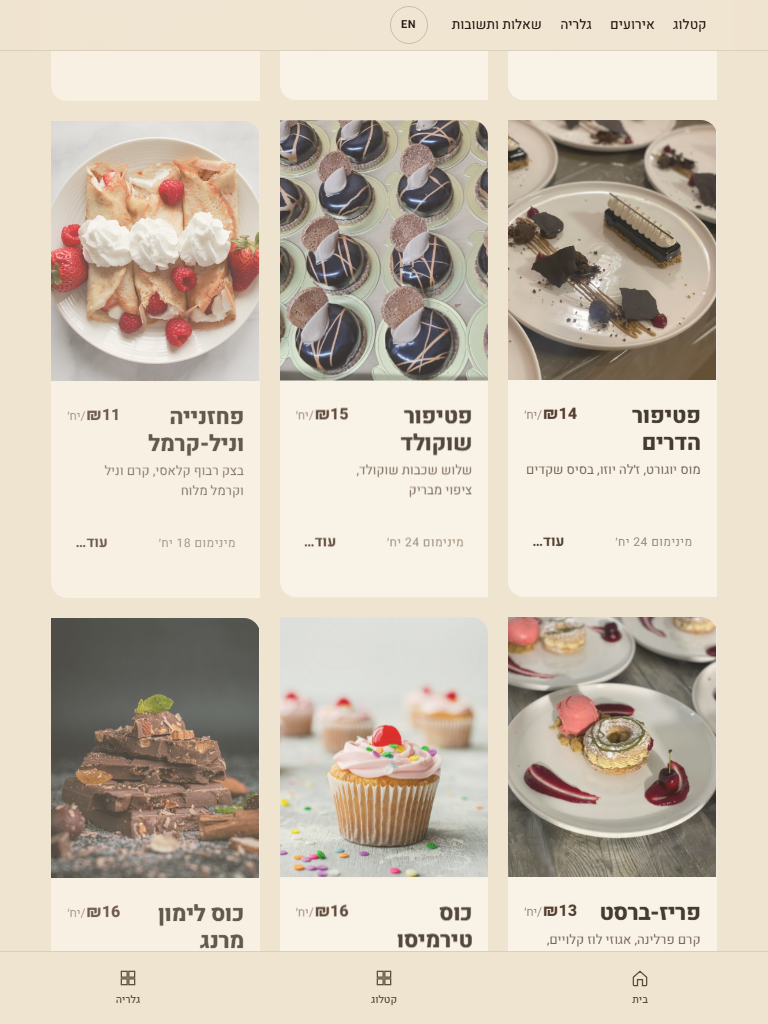 קטלוג אירועים גלריה שאלות ותשובות EN
פטיפור הדרים
₪14/יח׳
מוס יוגורט, ז'לה יוזו, בסיס שקדים
מינימום 24 יח׳
עוד...
פטיפור שוקולד
₪15/יח׳
שלוש שכבות שוקולד,
ציפוי מבריק
מינימום 24 יח׳
עוד...
פחזנייה
וניל-קרמל
₪11/יח׳
בצק רבוף קלאסי, קרם וניל
וקרמל מלוח
מינימום 18 יח׳
עוד...
פריז-ברסט
₪13/יח׳
קרם פרלינה, אגוזי לוז קלויים,
כוס
טירמיסו
₪16/יח׳
כוס לימון
מרנג
₪16/יח׳
בית
קטלוג
גלריה